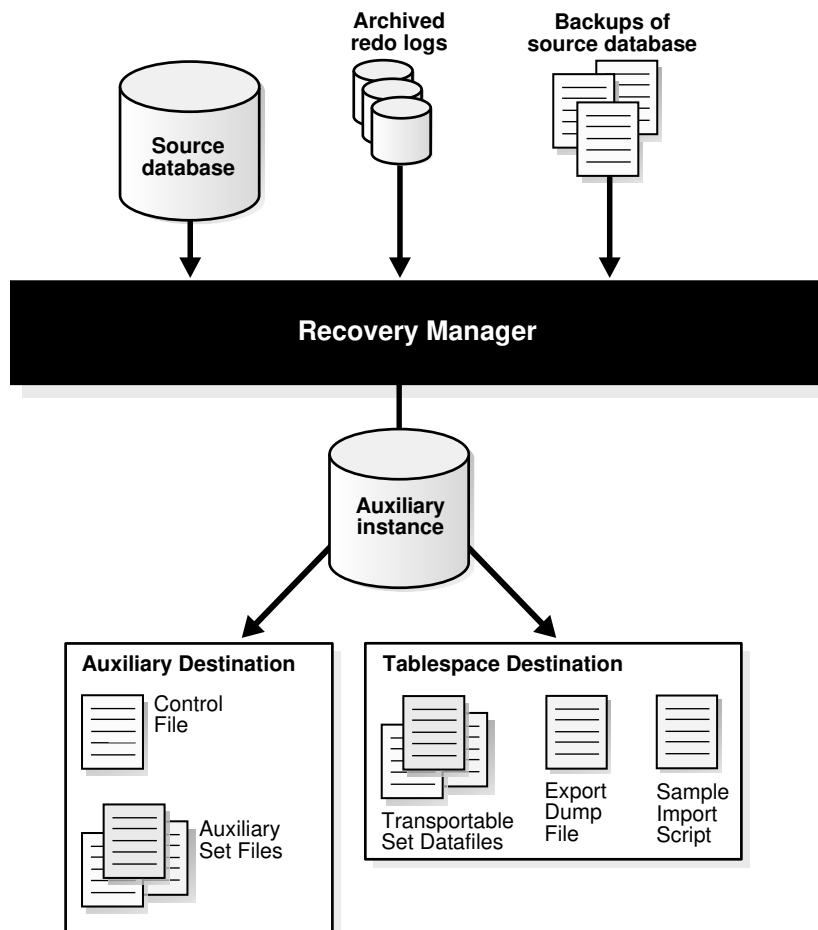 Archived
redo logs
Backups of
source database
Source
database
Recovery Manager
Auxiliary
instance
Auxiliary Destination
Control
File
Auxiliary
Set Files
Tablespace Destination
Transportable
Set Datafiles
Export
Dump
File
Sample
Import
Script